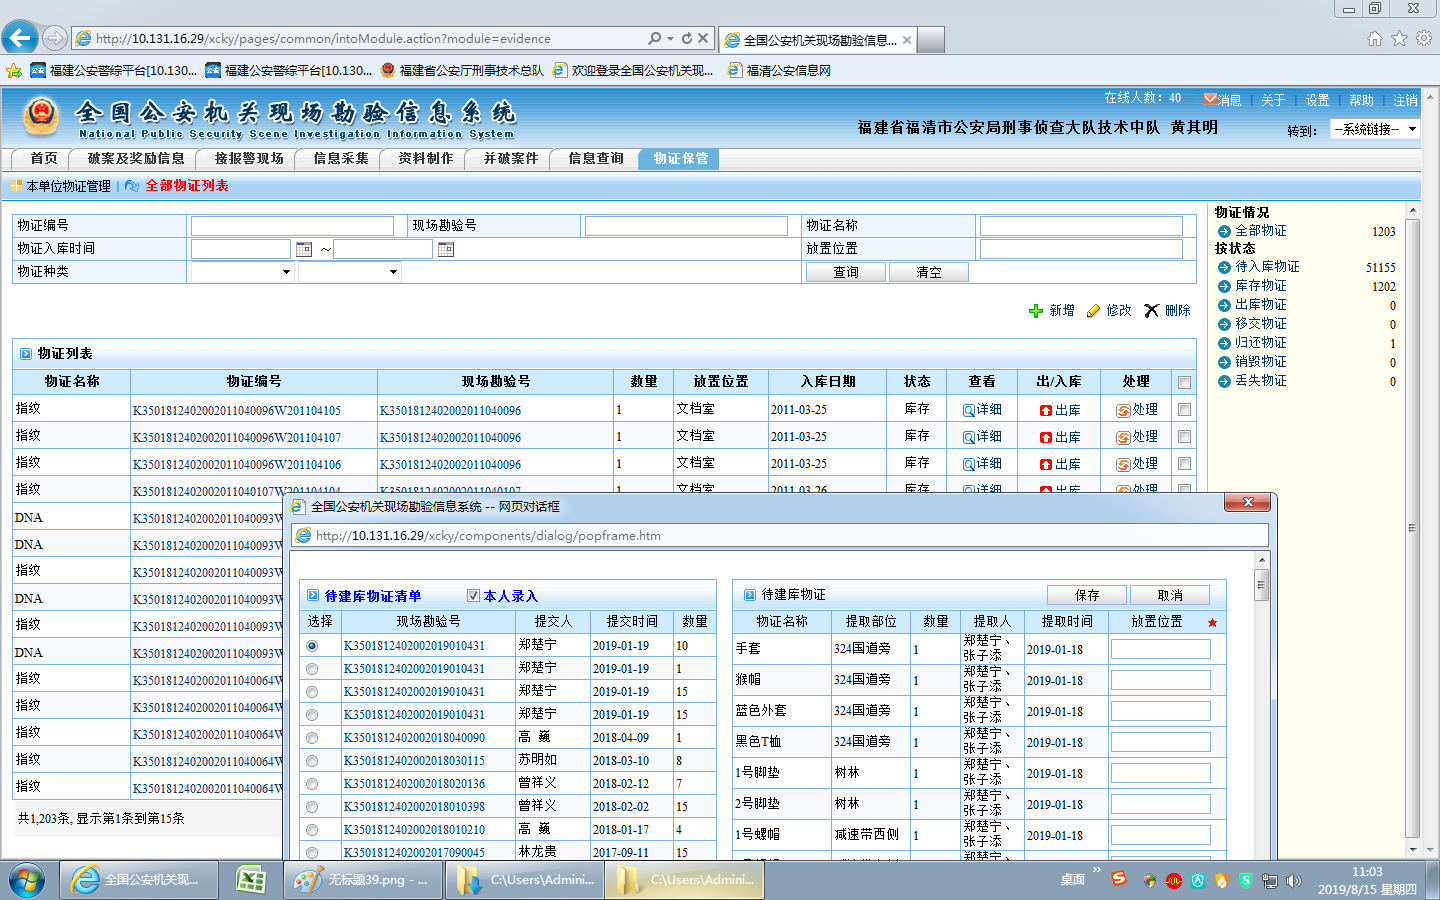 http://10.131.16.29/xcky/pages/common/intoModule.action?module=evidence
全国公安机关现场勘验信息...
福建公安警综平台[10.130...
福建公安警综平台[10.130...
福建省公安厅刑事技术总队
欢迎登录全国公安机关现...
福清公安信息网
全国公安机关现场勘验信息系统
National Public Security Scene Investigation Information System
在线人数: 40
消息 | 关于 | 设置 | 帮助 | 注销
福建省福清市公安局刑事侦查大队技术中队 黄其明
转到: --系统链接--
首页 破案及奖励信息 接报警现场 信息采集 资料制作 并破案件 信息查询 物证保管
本单位物证管理 | 全部物证列表
物证编号 现场勘验号 物证名称
物证入库时间 ~ 放置位置
物证种类 查询 清空
新增 修改 删除
物证列表
物证名称 物证编号 现场勘验号 数量 放置位置 入库日期 状态 查看 出/入库 处理
指纹 K3501812402002011040096W201104105 K3501812402002011040096 1 文档室 2011-03-25 库存 详细 出库 处理
指纹 K3501812402002011040096W201104107 K3501812402002011040096 1 文档室 2011-03-25 库存 详细 出库 处理
指纹 K3501812402002011040096W201104106 K3501812402002011040096 1 文档室 2011-03-25 库存 详细 出库 处理
指纹 K3501812402002011040107W201104104 K3501812402002011040107 1 文档室 2011-03-26 库存 详细 出库 处理
DNA K3501812402002011040093W
DNA K3501812402002011040093W
指纹 K3501812402002011040093W
DNA K3501812402002011040093W
指纹 K3501812402002011040093W
DNA K3501812402002011040093W
指纹 K3501812402002011040064W
指纹 K3501812402002011040064W
指纹 K3501812402002011040064W
指纹 K3501812402002011040064W
指纹 K3501812402002011040064W
共1,203条, 显示第1条到第15条
物证情况
全部物证 1203
按状态
待入库物证 51155
库存物证 1202
出库物证 0
移交物证 0
归还物证 1
销毁物证 0
丢失物证 0
全国公安机关现场勘验信息系统 -- 网页对话框
http://10.131.16.29/xcky/components/dialog/popframe.htm
待建库物证清单 本人录入
选择 现场勘验号 提交人 提交时间 数量
K3501812402002019010431 郑楚宁 2019-01-19 10
K3501812402002019010431 郑楚宁 2019-01-19 1
K3501812402002019010431 郑楚宁 2019-01-19 15
K3501812402002019010431 郑楚宁 2019-01-19 15
K3501812402002018040090 高 巍 2018-04-09 1
K3501812402002018030115 苏明如 2018-03-10 8
K3501812402002018020136 曾祥义 2018-02-12 7
K3501812402002018010398 曾祥义 2018-02-02 15
K3501812402002018010210 高 巍 2018-01-17 4
K3501812402002017090045 林龙贵 2017-09-11 15
待建库物证 保存 取消
物证名称 提取部位 数量 提取人 提取时间 放置位置 ★
手套 324国道旁 1 郑楚宁、张子添 2019-01-18
猴帽 324国道旁 1 郑楚宁、张子添 2019-01-18
蓝色外套 324国道旁 1 郑楚宁、张子添 2019-01-18
黑色T恤 324国道旁 1 郑楚宁、张子添 2019-01-18
1号脚垫 树林 1 郑楚宁、张子添 2019-01-18
2号脚垫 树林 1 郑楚宁、张子添 2019-01-18
1号螺帽 减速带西侧 1 郑楚宁、张子添 2019-01-18
全国公安机关现...
无标题39.png - ...
C:\Users\Admini...
C:\Users\Admini...
桌面
11:03
2019/8/15 星期四